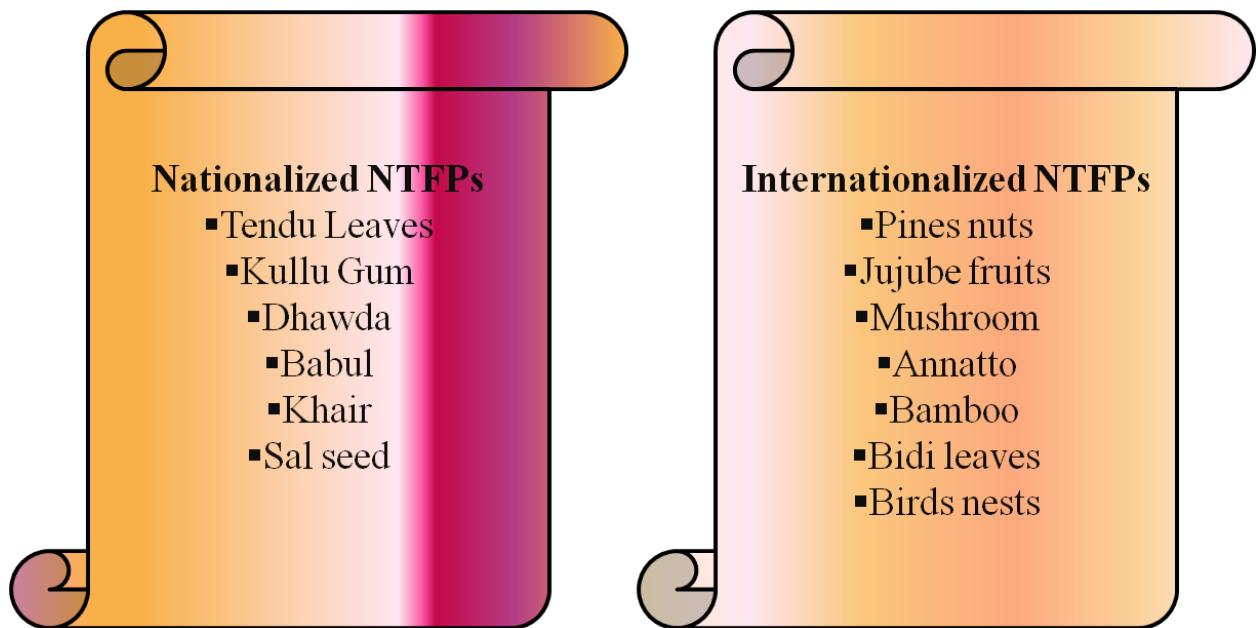 Nationalized NTFPs
▪Tendu Leaves
▪Kullu Gum
▪Dhawda
▪Babul
▪Khair
▪Sal seed
Internationalized NTFPs
▪Pines nuts
▪Jujube fruits
▪Mushroom
▪Annatto
▪Bamboo
▪Bidi leaves
▪Birds nests